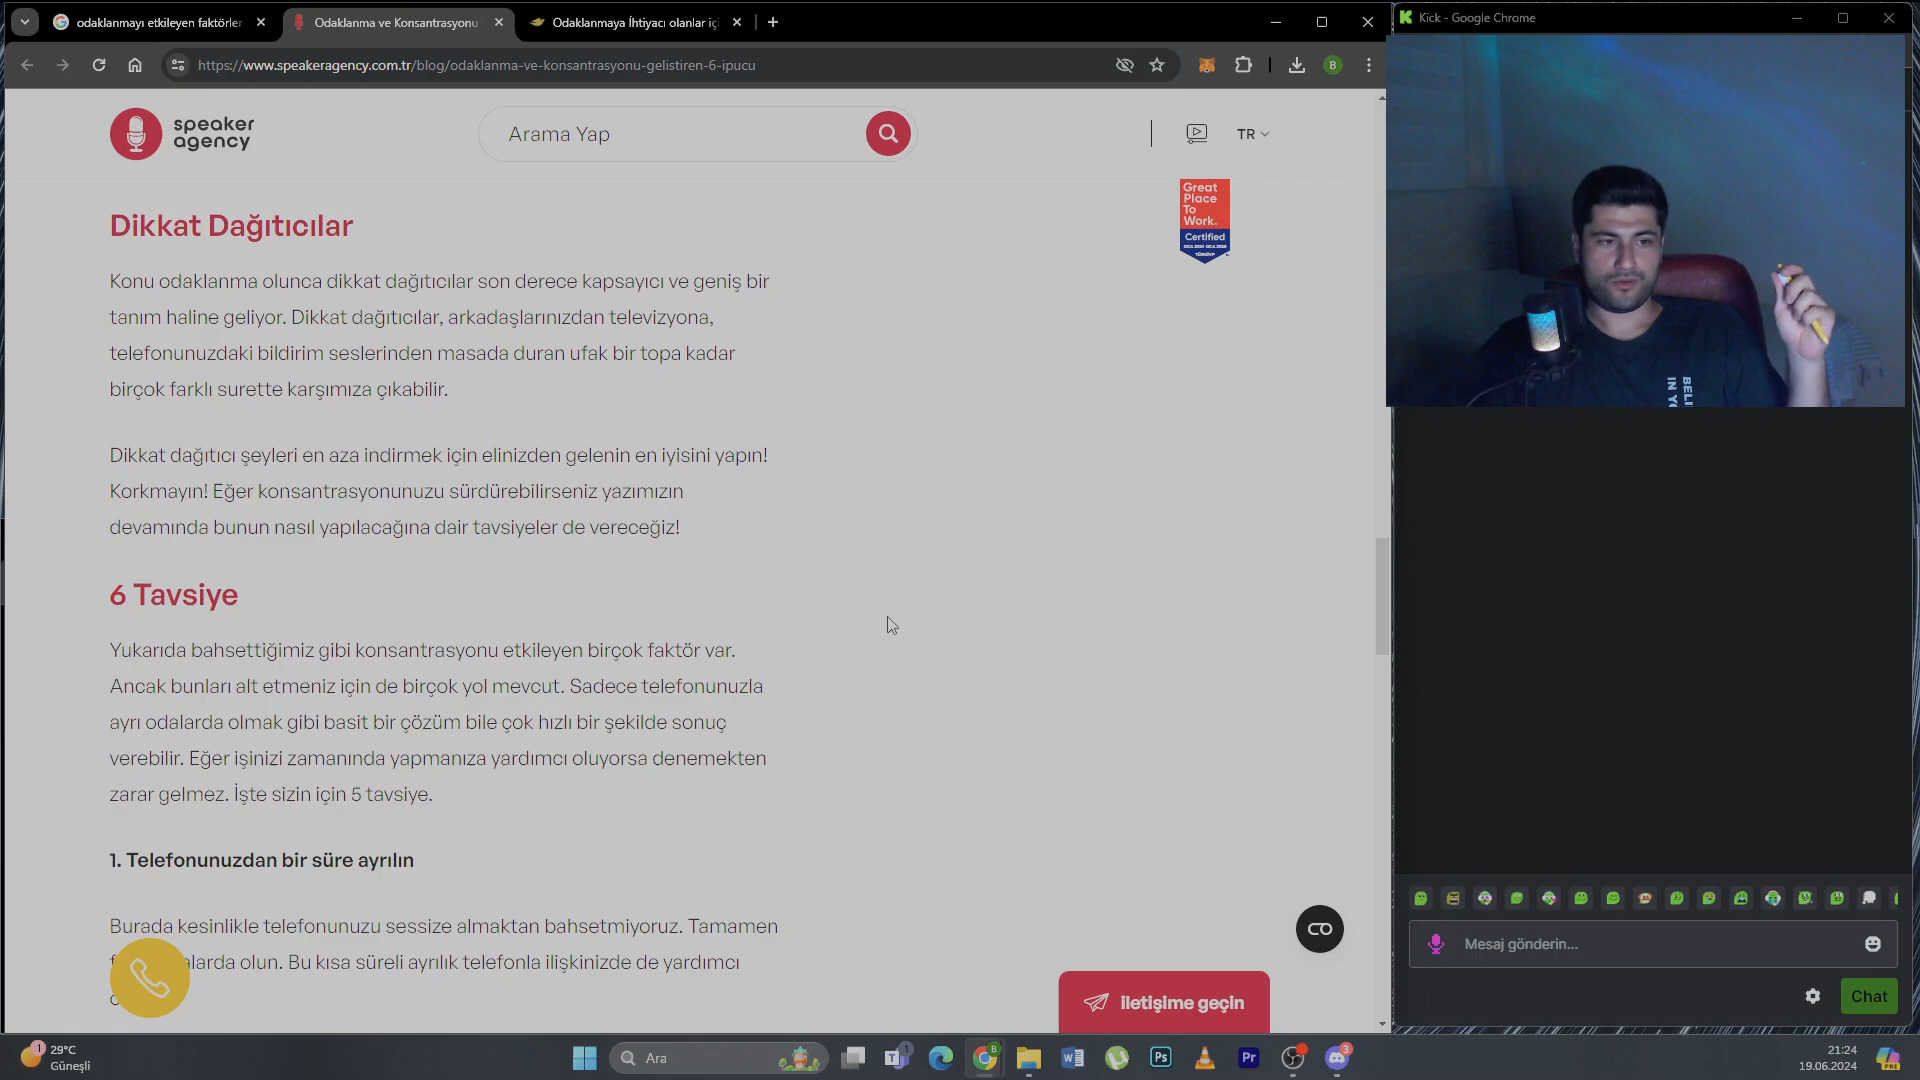 odaklanmayı etkileyen faktörler
Odaklanma ve Konsantrasyonu
Odaklanmaya İhtiyacı olanlar iç
Kick - Google Chrome
https://www.speakeragency.com.tr/blog/odaklanma-ve-konsantrasyonu-gelistiren-6-ipucu
B
speaker
agency
Arama Yap
TR
Great
Place
To
Work.
Certified
TÜRKİYE
Dikkat Dağıtıcılar
Konu odaklanma olunca dikkat dağıtıcılar son derece kapsayıcı ve geniş bir
tanım haline geliyor. Dikkat dağıtıcılar, arkadaşlarınızdan televizyona,
telefonunuzdaki bildirim seslerinden masada duran ufak bir topa kadar
birçok farklı surette karşımıza çıkabilir.
Dikkat dağıtıcı şeyleri en aza indirmek için elinizden gelenin en iyisini yapın!
Korkmayın! Eğer konsantrasyonunuzu sürdürebilirseniz yazımızın
devamında bunun nasıl yapılacağına dair tavsiyeler de vereceğiz!
6 Tavsiye
Yukarıda bahsettiğimiz gibi konsantrasyonu etkileyen birçok faktör var.
Ancak bunları alt etmeniz için de birçok yol mevcut. Sadece telefonunuzla
ayrı odalarda olmak gibi basit bir çözüm bile çok hızlı bir şekilde sonuç
verebilir. Eğer işinizi zamanında yapmanıza yardımcı oluyorsa denemekten
zarar gelmez. İşte sizin için 5 tavsiye.
1. Telefonunuzdan bir süre ayrılın
Burada kesinlikle telefonunuzu sessize almaktan bahsetmiyoruz. Tamamen
alarda olun. Bu kısa süreli ayrılık telefonla ilişkinizde de yardımcı
iletişime geçin
BELI
IN YO
Mesaj gönderin...
Chat
1
29°C
Güneşli
Ara
1
B
3
21:24
19.06.2024